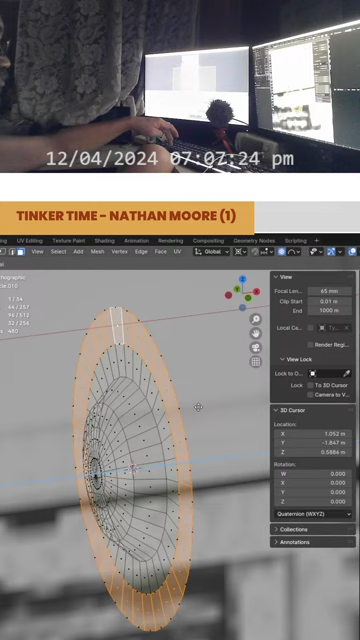 12/04/2024 07:07:24 pm
TINKER TIME - NATHAN MOORE (1)
UV Editing Texture Paint Shading Animation Rendering Compositing Geometry Nodes Scripting
View Select Add Mesh Vertex Edge Face UV Global
View
Focal Len... 65 mm
Clip Start 0.01 m
End 1000 m
Local Ca...
Render Regi...
View Lock
Lock to O...
Lock To 3D Cursor
Camera to V...
3D Cursor
Location:
X 1.052 m
Y -1.847 m
Z 0.5886 m
Rotation:
W 0.000
X 0.000
Y 0.000
Z 0.000
Quaternion (WXYZ)
Collections
Annotations